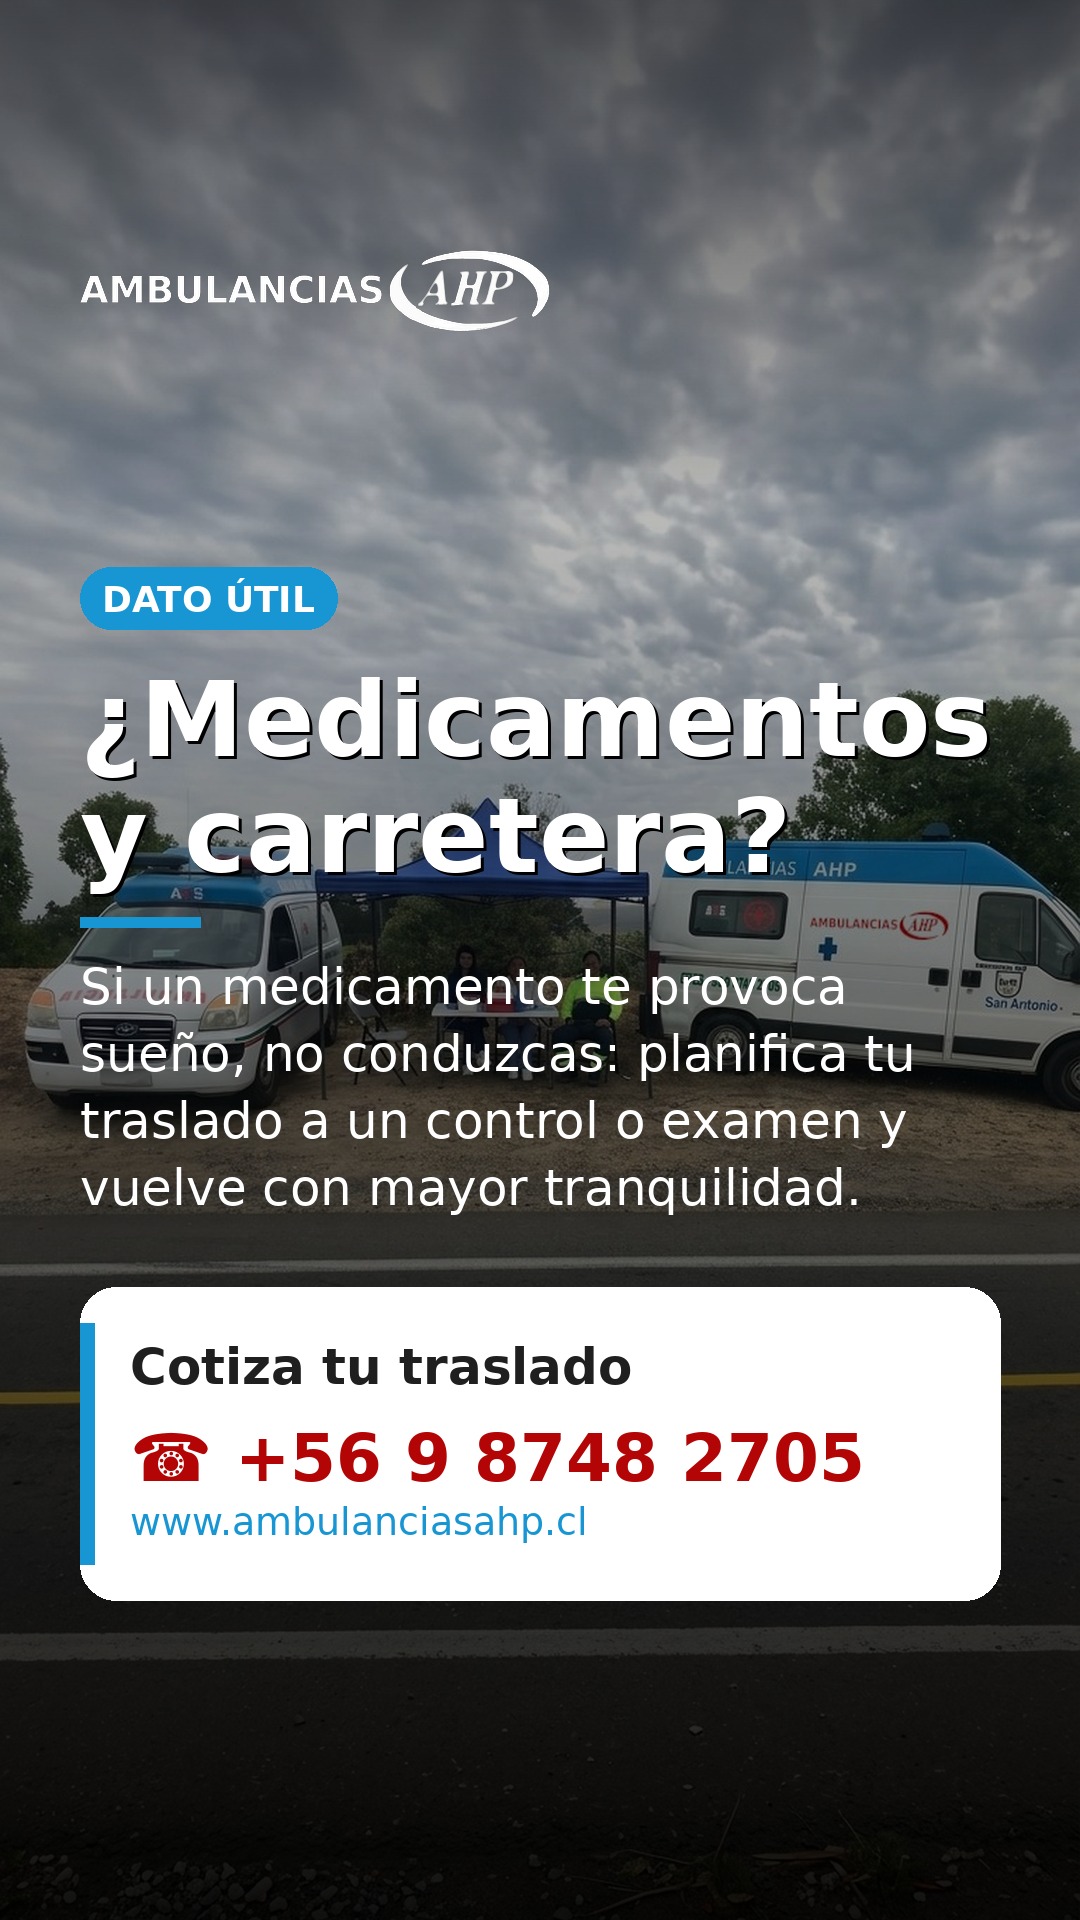 AMBULANCIAS AHP
DATO ÚTIL
¿Medicamentos
y carretera?
AHP
AMBULANCIAS AHP
San Antonio
Si un medicamento te provoca
sueño, no conduzcas: planifica tu
traslado a un control o examen y
vuelve con mayor tranquilidad.
Cotiza tu traslado
☎ +56 9 8748 2705
www.ambulanciasahp.cl